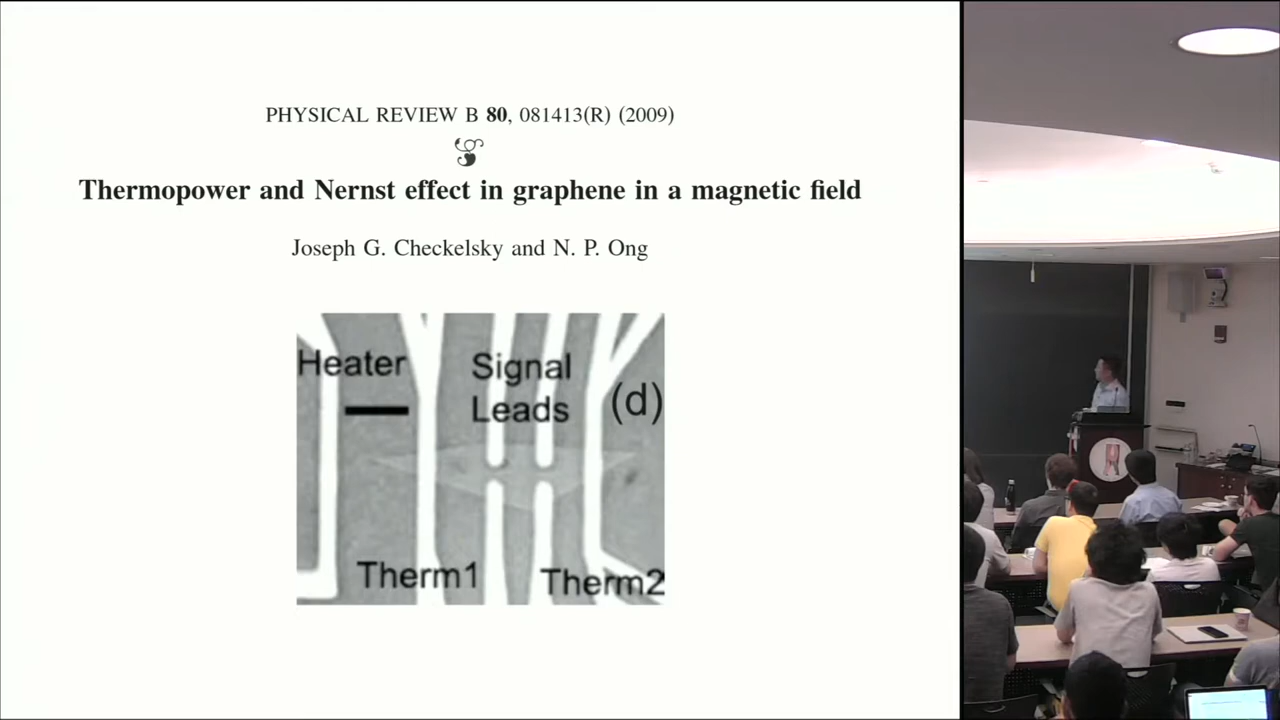 PHYSICAL REVIEW B 80, 081413(R) (2009)
Thermopower and Nernst effect in graphene in a magnetic field
Joseph G. Checkelsky and N. P. Ong
Heater
Signal
Leads
(d)
Therm1
Therm2